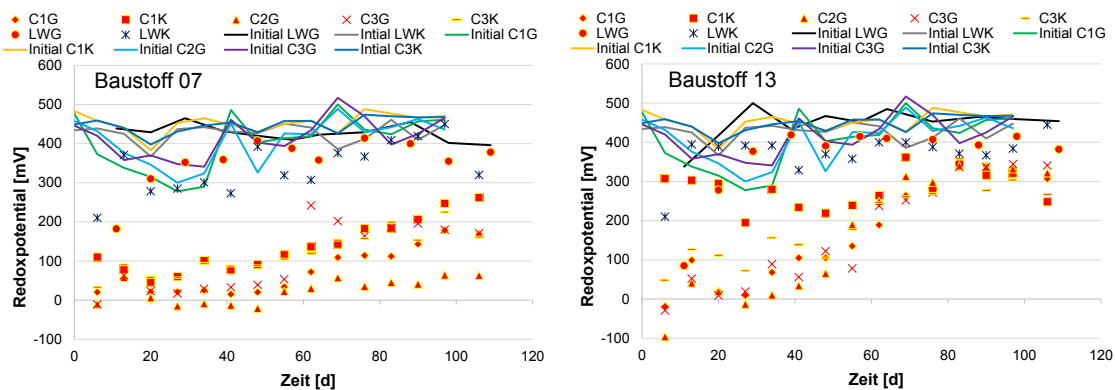 C1G C1K C2G C3G C3K
LWG LWK Initial LWG Intial LWK Initial C1G
Initial C1K Initial C2G Initial C3G Initial C3K
Baustoff 07
Redoxpotential [mV]
600
500
400
300
200
100
0
-100
0 20 40 60 80 100 120
Zeit [d]
C1G C1K C2G C3G C3K
LWG LWK Initial LWG Intial LWK Initial C1G
Initial C1K Initial C2G Initial C3G Initial C3K
Baustoff 13
Redoxpotential [mV]
600
500
400
300
200
100
0
-100
0 20 40 60 80 100 120
Zeit [d]